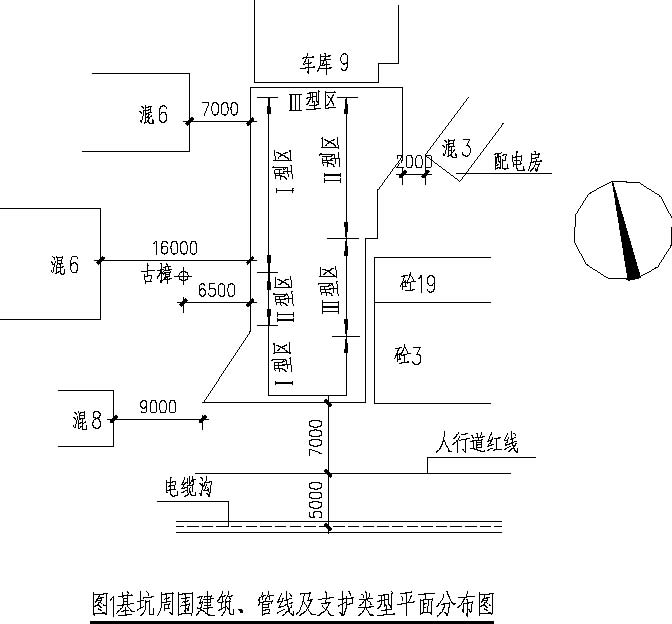 车库 9
III型区
混6
7000
I型区
II型区
2000
混3
配电房
16000
混6
古樟
6500
II型区
III型区
砼19
砼3
I型区
混8
9000
7000
人行道红线
电缆沟
5000
图1基坑周围建筑、管线及支护类型平面分布图